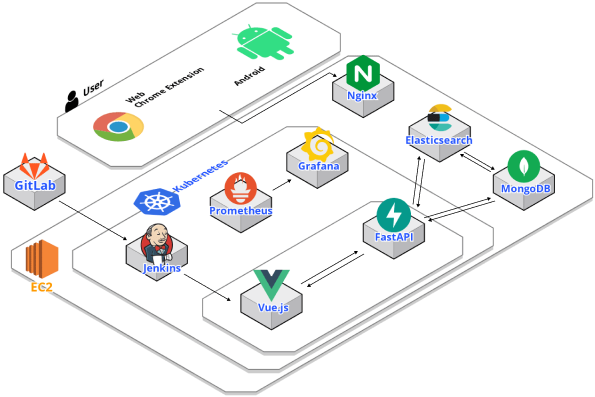 User
Web
Chrome Extension
Android
Nginx
Elasticsearch
MongoDB
GitLab
Kubernetes
Grafana
Prometheus
FastAPI
Jenkins
EC2
Vue.js